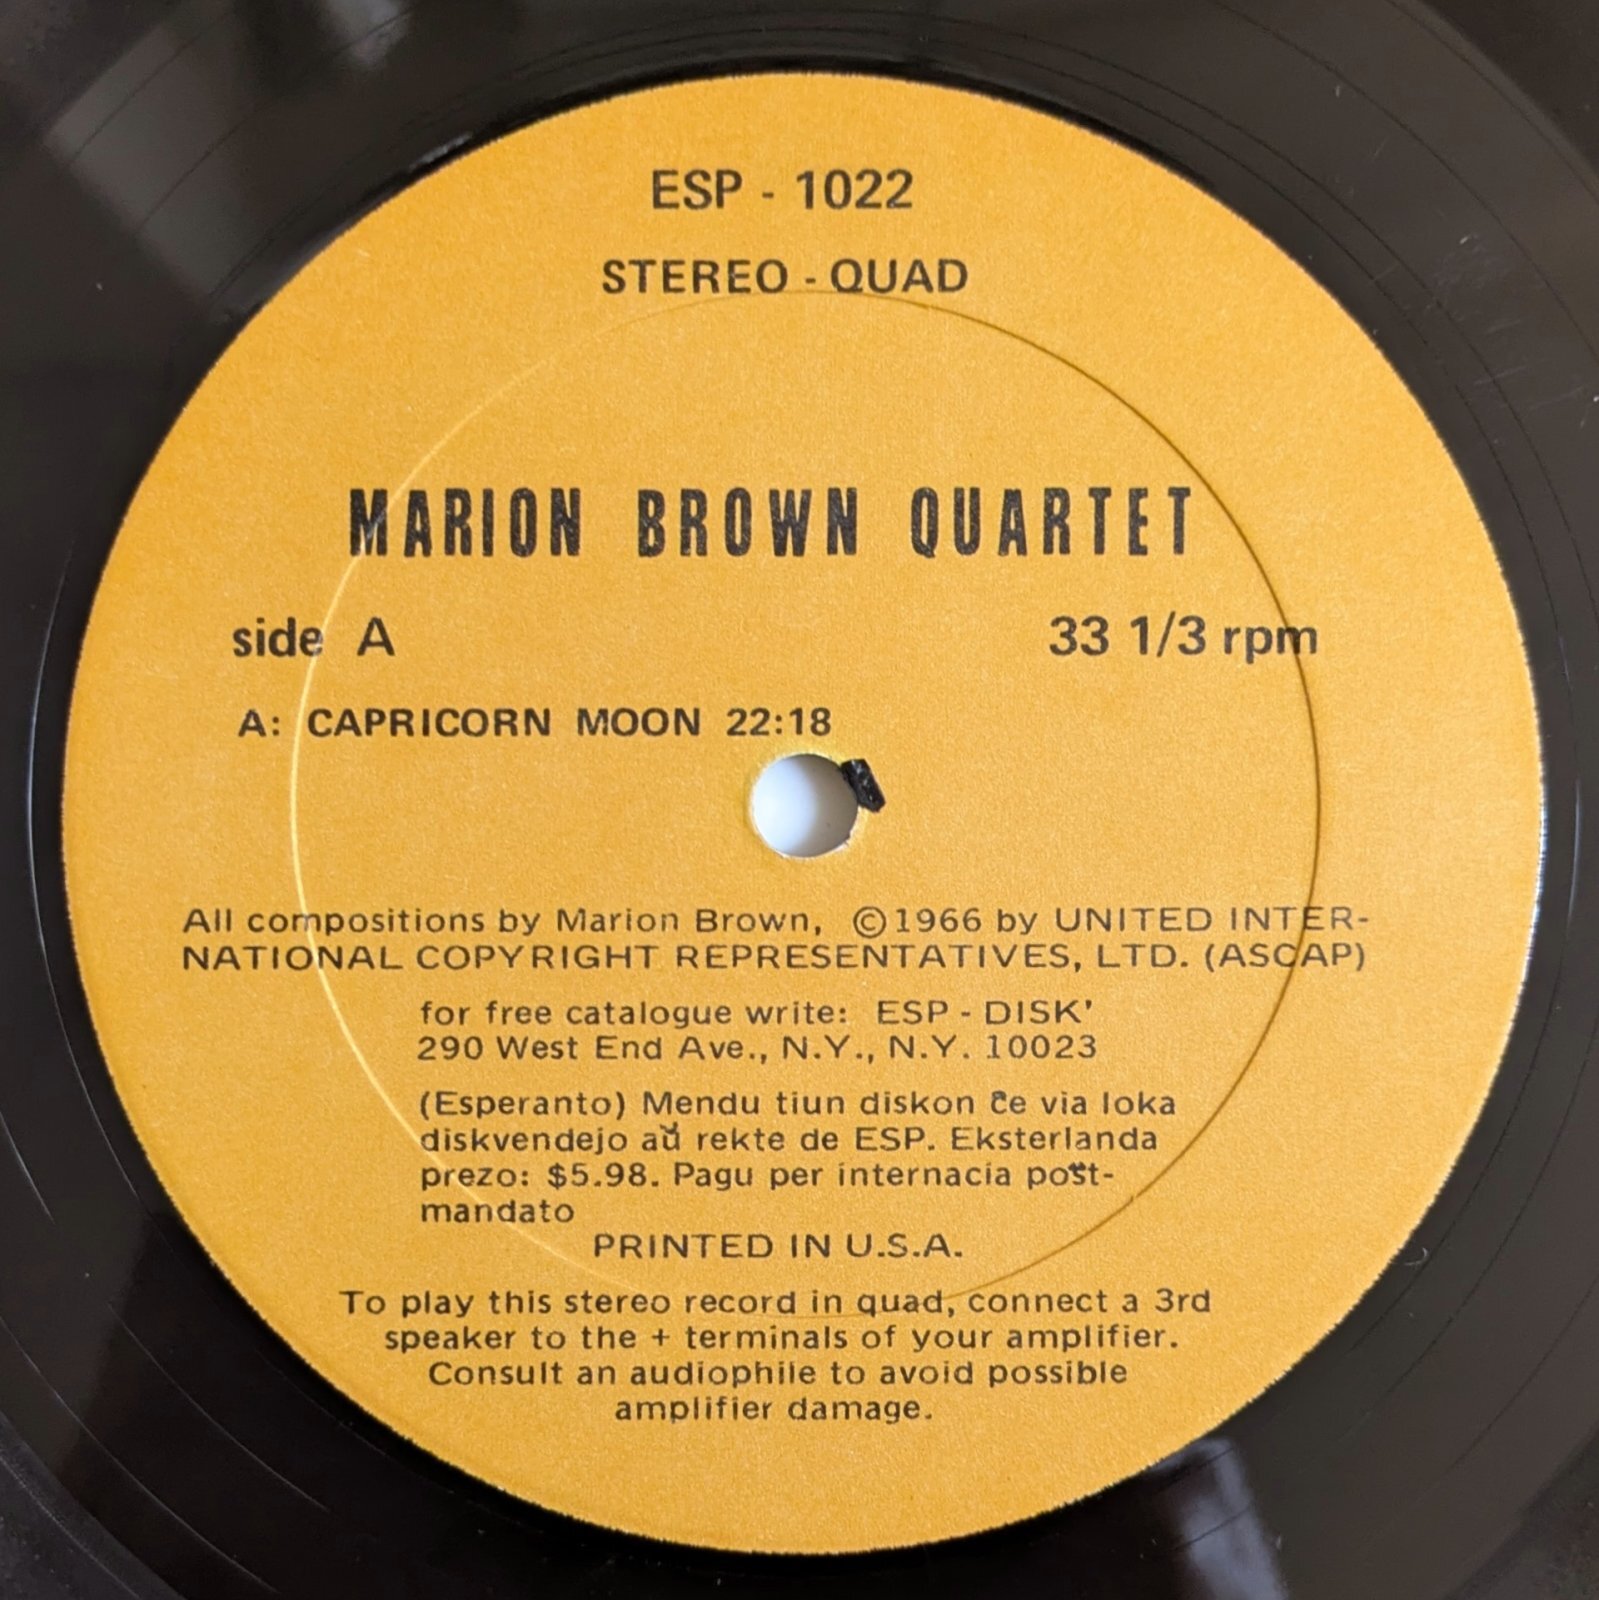 ESP - 1022
STEREO - QUAD
MARION BROWN QUARTET
side A
33 1/3 rpm
A: CAPRICORN MOON 22:18
All compositions by Marion Brown, ©1966 by UNITED INTER-
NATIONAL COPYRIGHT REPRESENTATIVES, LTD. (ASCAP)
for free catalogue write: ESP - DISK'
290 West End Ave., N.Y., N.Y. 10023
(Esperanto) Mendu tiun diskon ĉe via loka
diskvendejo aŭ rekte de ESP. Eksterlanda
prezo: $5.98. Pagu per internacia poŝt-
mandato
PRINTED IN U.S.A.
To play this stereo record in quad, connect a 3rd
speaker to the + terminals of your amplifier.
Consult an audiophile to avoid possible
amplifier damage.